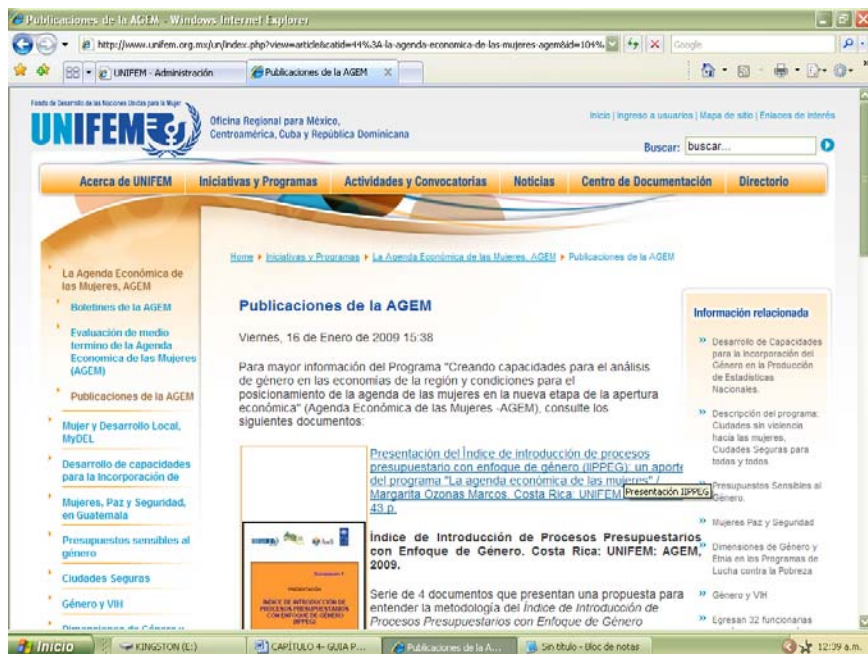 Publicaciones de la AGEM - Windows Internet Explorer
http://www.unifem.org.mx/un/index.php?view=article&catid=44%3A-la-agenda-economica-de-las-mujeres-agem&id=104%
Google
UNIFEM - Administración
Publicaciones de la AGEM
Fondo de Desarrollo de las Naciones Unidas para la Mujer
UNIFEM
Oficina Regional para México,
Centroamérica, Cuba y República Dominicana
Inicio | Ingreso a usuarios | Mapa de sitio | Enlaces de interés
Buscar: buscar...
Acerca de UNIFEM Iniciativas y Programas Actividades y Convocatorias Noticias Centro de Documentación Directorio
Home Iniciativas y Programas La Agenda Económica de las Mujeres, AGEM Publicaciones de la AGEM
La Agenda Económica de
las Mujeres, AGEM
Boletines de la AGEM
Evaluación de medio
termino de la Agenda
Economica de las Mujeres
(AGEM)
Publicaciones de la AGEM
Mujer y Desarrollo Local,
MyDEL
Desarrollo de capacidades
para la Incorporación de
Mujeres, Paz y Seguridad,
en Guatemala
Presupuestos sensibles al
género
Ciudades Seguras
Género y VIH
Dimensiones de Género y
Publicaciones de la AGEM
Viernes, 16 de Enero de 2009 15:38
Para mayor información del Programa "Creando capacidades para el análisis
de género en las economías de la región y condiciones para el
posicionamiento de la agenda de las mujeres en la nueva etapa de la apertura
económica" (Agenda Económica de las Mujeres -AGEM), consulte los
siguientes documentos:
Presentación del Índice de introducción de procesos
presupuestario con enfoque de género (IIPPEG): un aporte
del programa "La agenda económica de las mujeres" /
Margarita Ozonas Marcos. Costa Rica: UNIFEM
43 p.
Presentación IIPPEG
Índice de Introducción de Procesos Presupuestarios
con Enfoque de Género. Costa Rica: UNIFEM: AGEM,
2009.
Serie de 4 documentos que presentan una propuesta para
entender la metodología del Índice de Introducción de
Procesos Presupuestarios con Enfoque de Género
PRESENTACIÓN
ÍNDICE DE INTRODUCCIÓN DE
PROCESOS PRESUPUESTARIOS
CON ENFOQUE DE GÉNERO
IIPPEG
Información relacionada
Desarrollo de Capacidades
para la Incorporación del
Género en la Producción
de Estadísticas
Nacionales.
Descripción del programa:
Ciudades sin violencia
hacia las mujeres,
Ciudades Seguras para
todas y todos
Presupuestos Sensibles al
Género.
Mujeres Paz y Seguridad
Dimensiones de Género y
Etnia en los Programas de
Lucha contra la Pobreza
Género y VIH
Egresan 32 funcionarias
Inicio
KINGSTON (E:)
CAPÍTULO 4- GUIA P...
Publicaciones de la A...
Sin título - Bloc de notas
12:39 a.m.